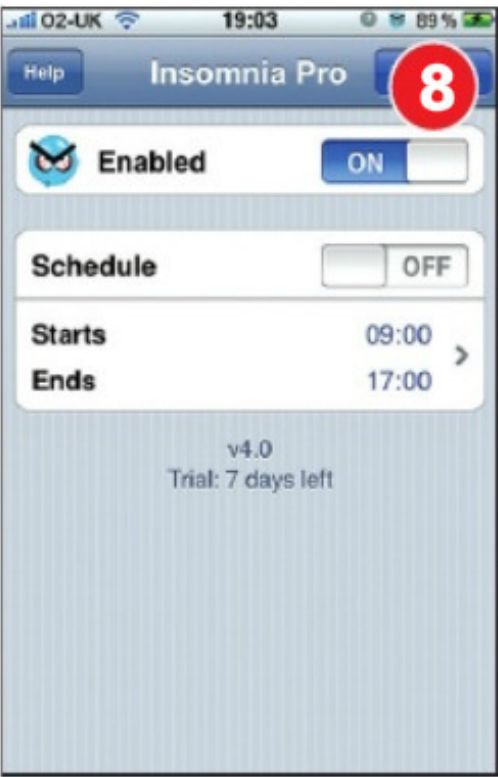 O2-UK 19:03 89%
Help Insomnia Pro 8
Enabled ON
Schedule OFF
Starts 09:00
Ends 17:00
v4.0
Trial: 7 days left